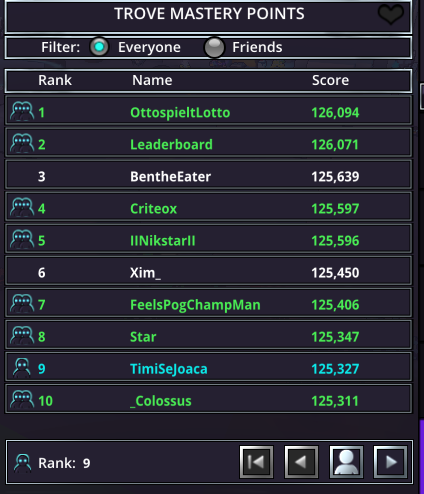 TROVE MASTERY POINTS
Filter: Everyone Friends
Rank Name Score
1 OttospieltLotto 126,094
2 Leaderboard 126,071
3 BentheEater 125,639
4 Criteox 125,597
5 IINikstarII 125,596
6 Xim_ 125,450
7 FeelsPogChampMan 125,406
8 Star 125,347
9 TimiSeJoaca 125,327
10 _Colossus 125,311
Rank: 9